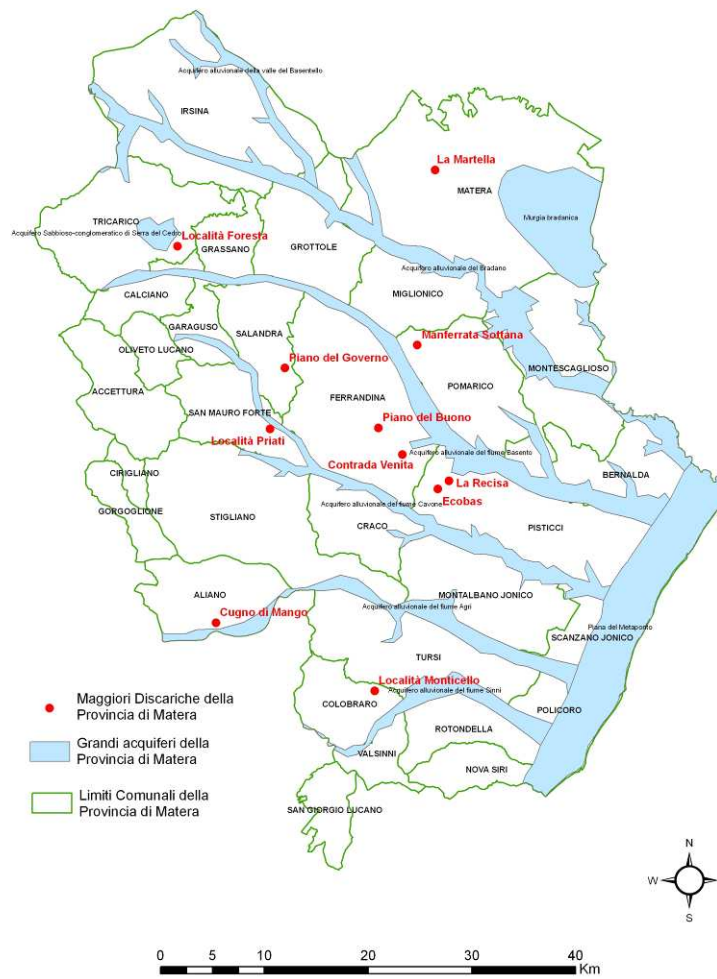 Acquifero alluvionale della valle del Basentello
IRSINA
La Martella
MATERA
Murgia bradanica
TRICARICO
Acquifero Sabbioso-conglomeratico di Serra del Cedro
Località Foresta
GRASSANO
GROTTOLE
Acquifero alluvionale del Bradano
MIGLIONICO
CALCIANO
GARAGUSO
SALANDRA
OLIVETO LUCANO
Manferrata Sottana
Piano del Governo
MONTESCAGLIOSO
ACCETTURA
POMARICO
FERRANDINA
SAN MAURO FORTE
Piano del Buono
Località Priati
Acquifero alluvionale del fiume Basento
Contrada Venita
CIRIGLIANO
BERNALDA
La Recisa
Ecobas
GORGOGLIONE
Acquifero alluvionale del fiume Cavone
STIGLIANO
CRACO
PISTICCI
ALIANO
MONTALBANO JONICO
Acquifero alluvionale del fiume Agri
Cugno di Mango
Piana del Metaponto
SCANZANO JONICO
TURSI
Località Monticello
Acquifero alluvionale del fiume Sinni
COLOBRARO
POLICORO
ROTONDELLA
VALSINNI
NOVA SIRI
SAN GIORGIO LUCANO
Maggiori Discariche della
Provincia di Matera
Grandi acquiferi della
Provincia di Matera
Limiti Comunali della
Provincia di Matera
N
W E
S
0 5 10 20 30 40
Km